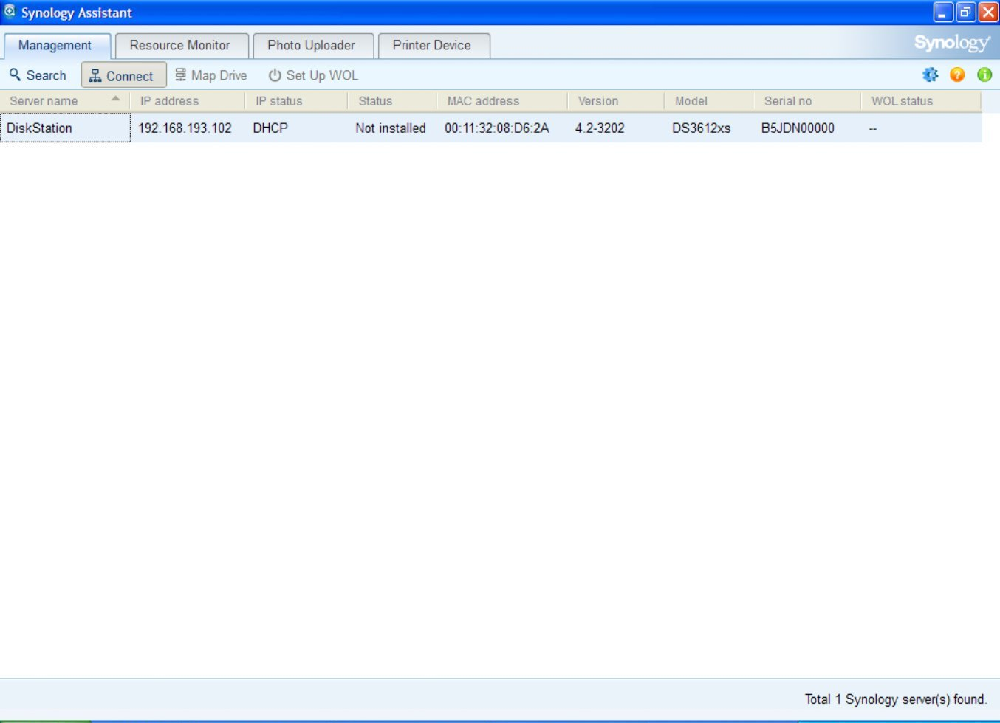 Synology Assistant
Management Resource Monitor Photo Uploader Printer Device Synology
Search Connect Map Drive Set Up WOL
Server name IP address IP status Status MAC address Version Model Serial no WOL status
DiskStation 192.168.193.102 DHCP Not installed 00:11:32:08:D6:2A 4.2-3202 DS3612xs B5JDN00000 --
Total 1 Synology server(s) found.